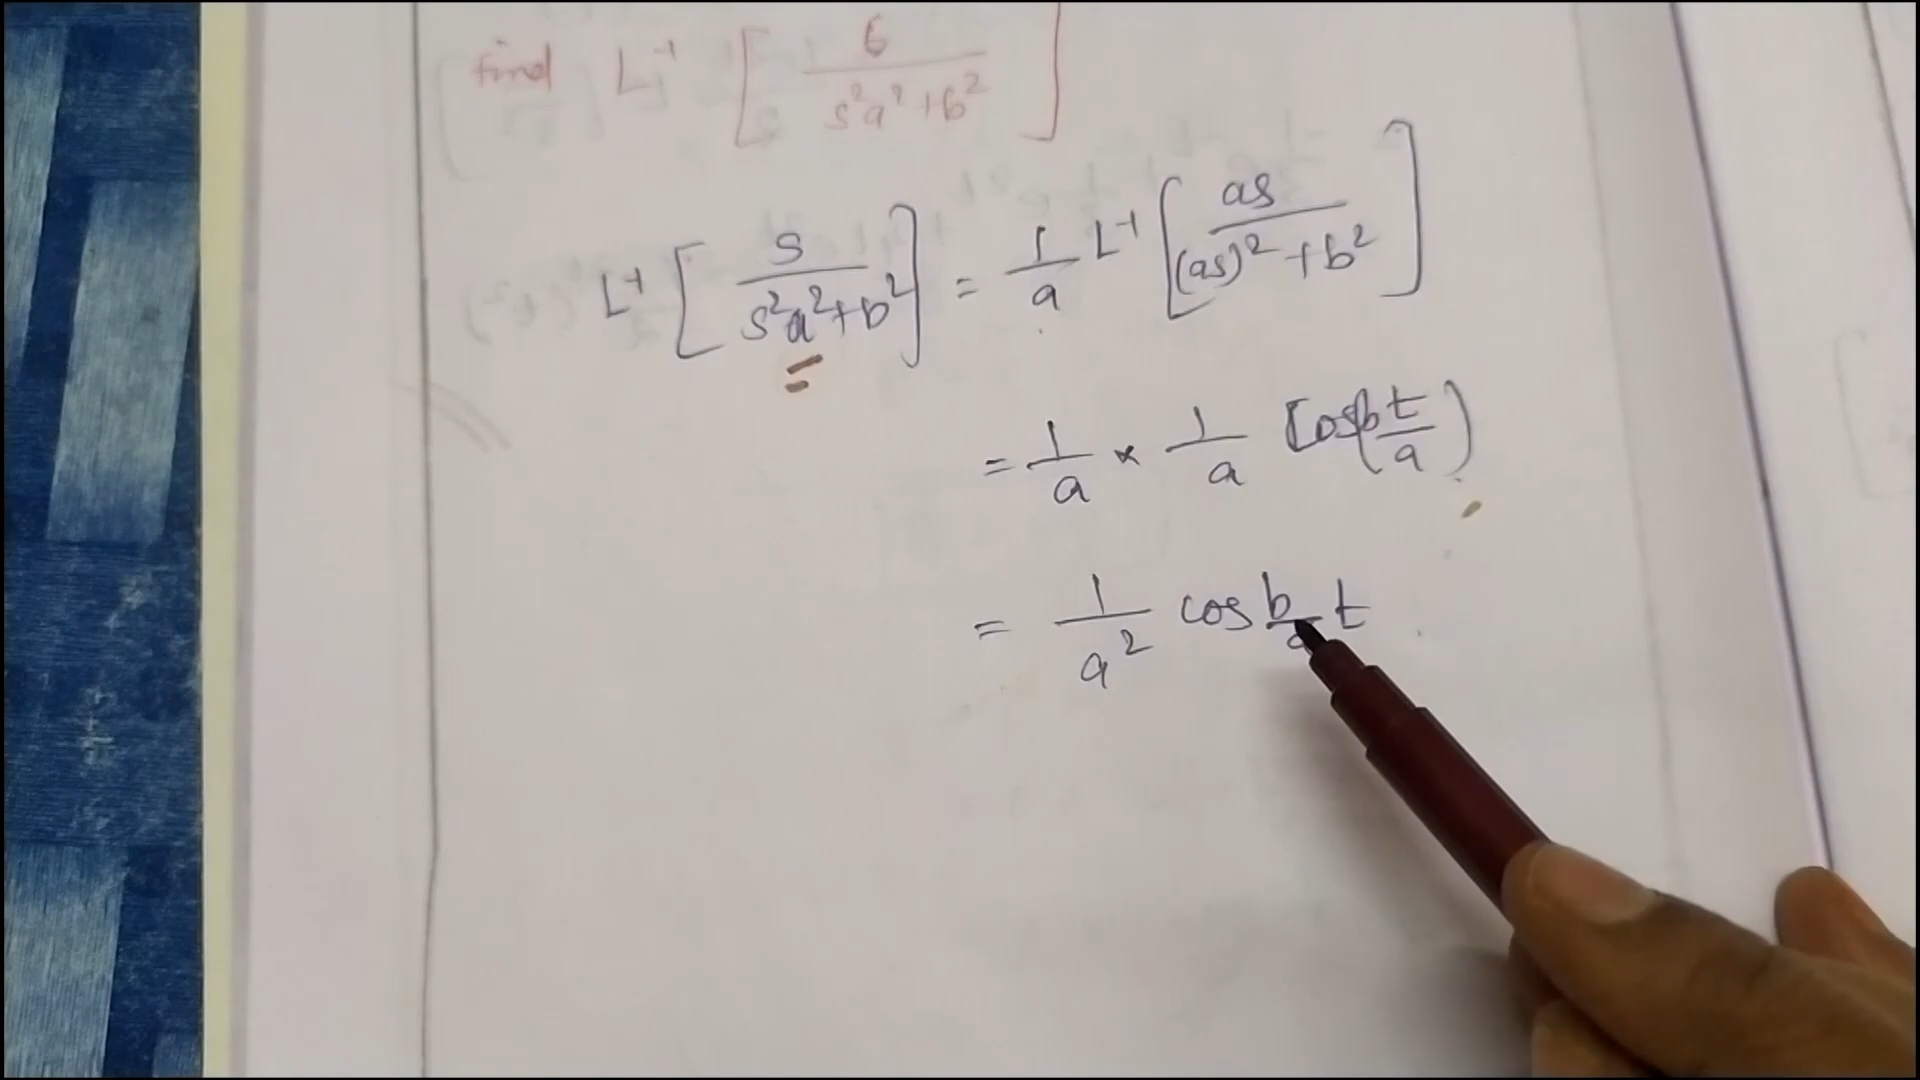 find L⁻¹ [ 6 / s²a²+b² ]
L⁻¹ [ s / s²a²+b² ] = 1/a L⁻¹ [ as / (as)²+b² ]
= 1/a × 1/a cos(b t/a)
= 1/a² cos b/a t